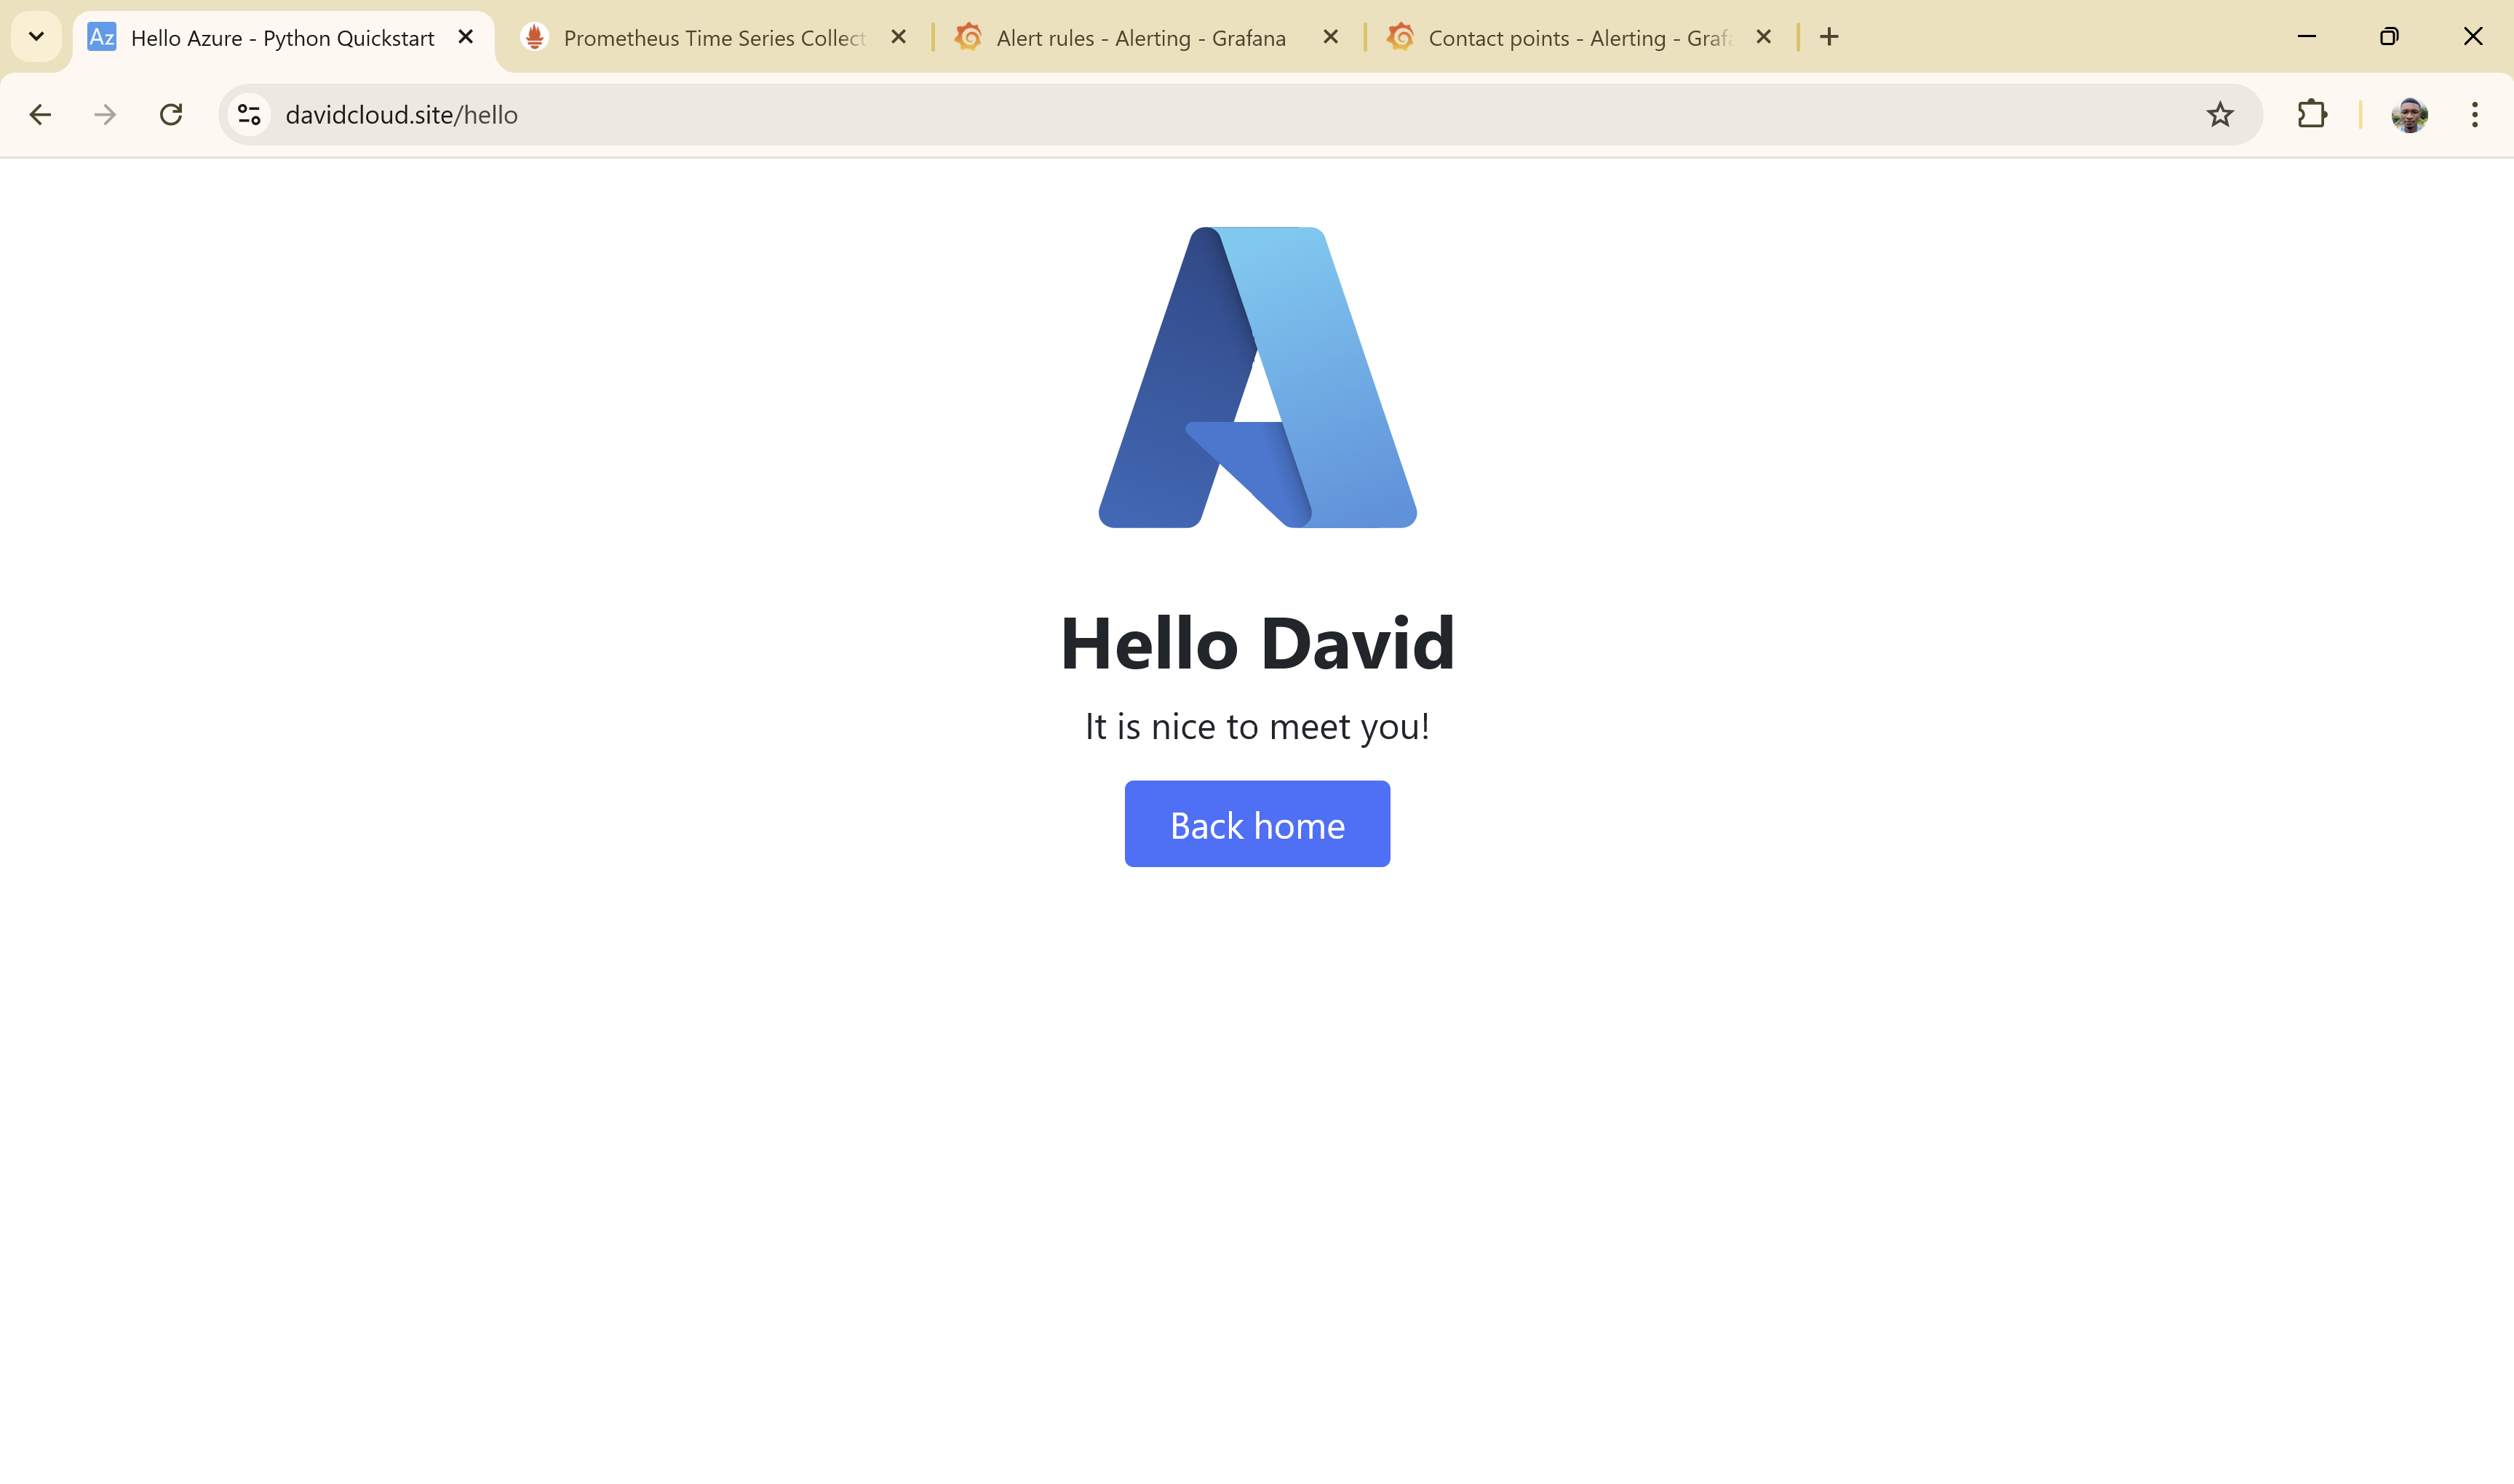 Az Hello Azure - Python Quickstart
Prometheus Time Series Collect
Alert rules - Alerting - Grafana
Contact points - Alerting - Grafa
davidcloud.site/hello
Hello David
It is nice to meet you!
Back home